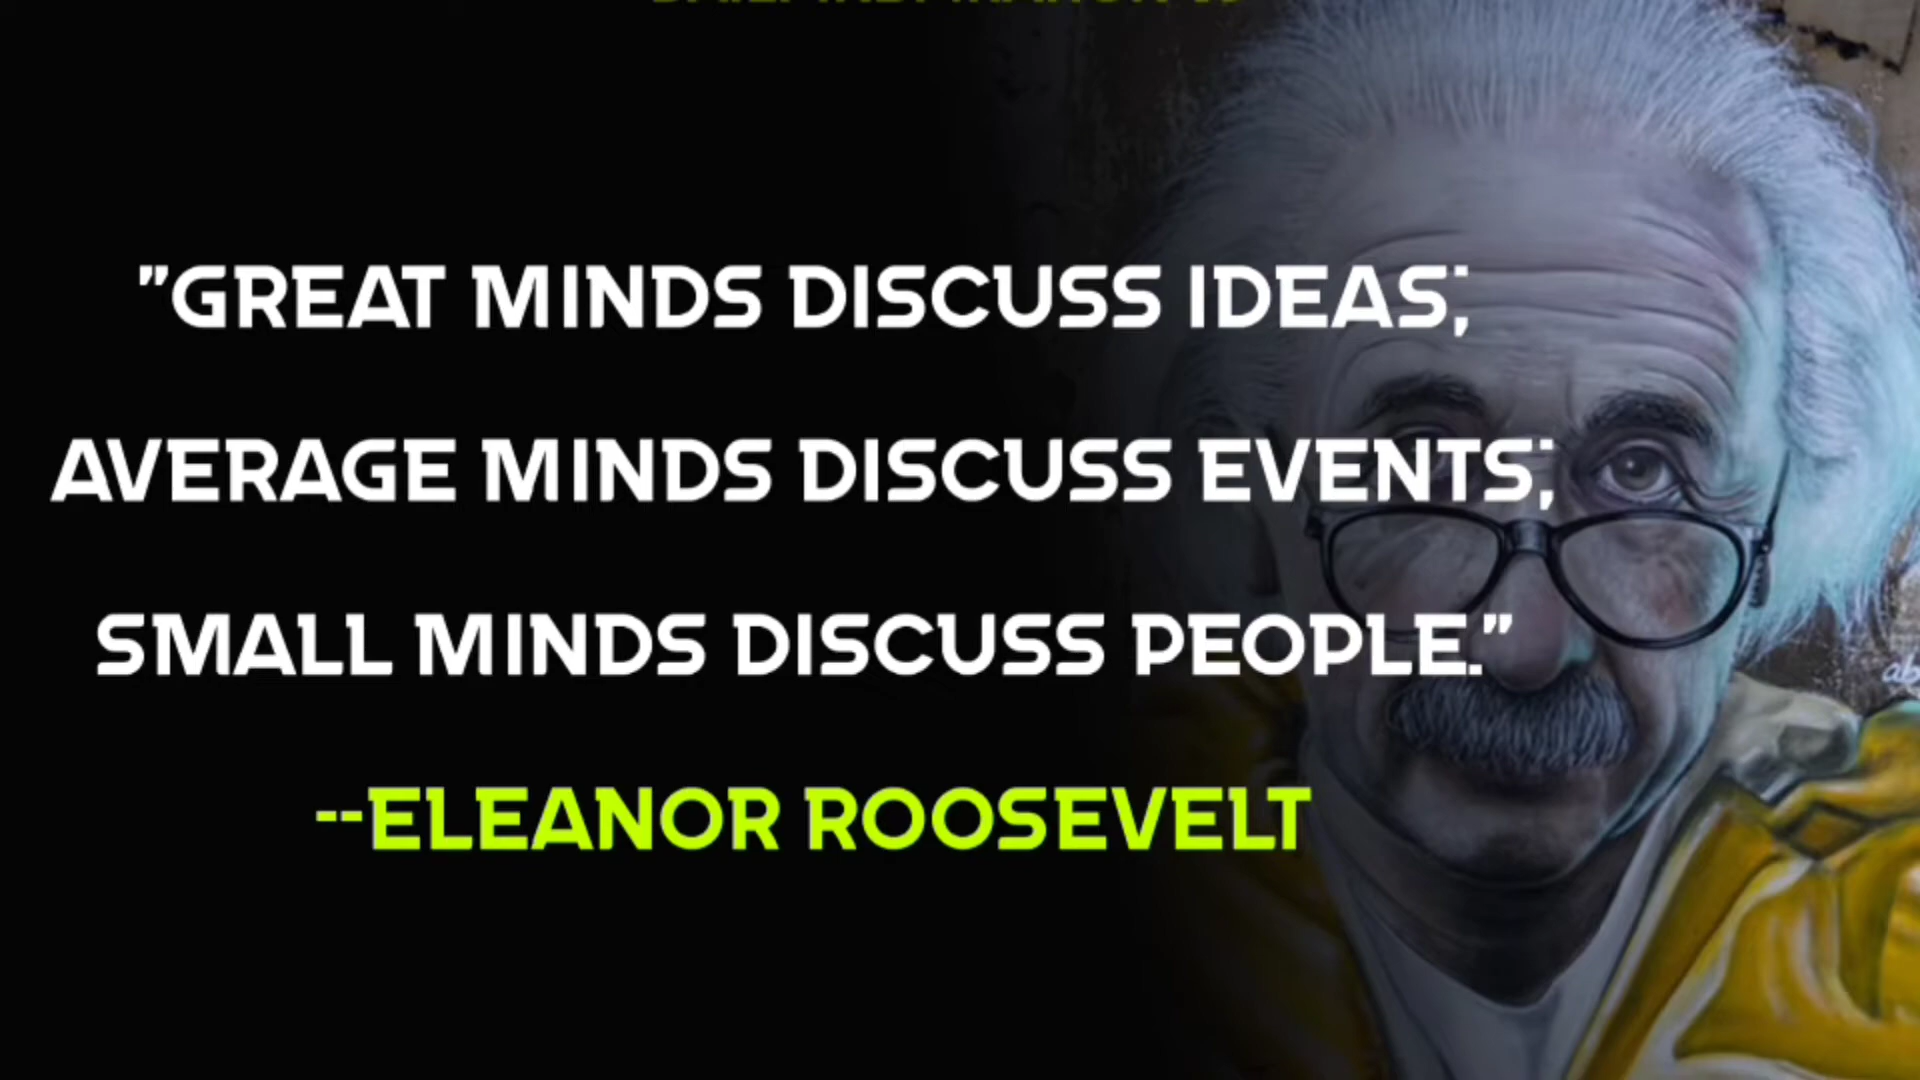 "GREAT MINDS DISCUSS IDEAS;
AVERAGE MINDS DISCUSS EVENTS;
SMALL MINDS DISCUSS PEOPLE."
--ELEANOR ROOSEVELT